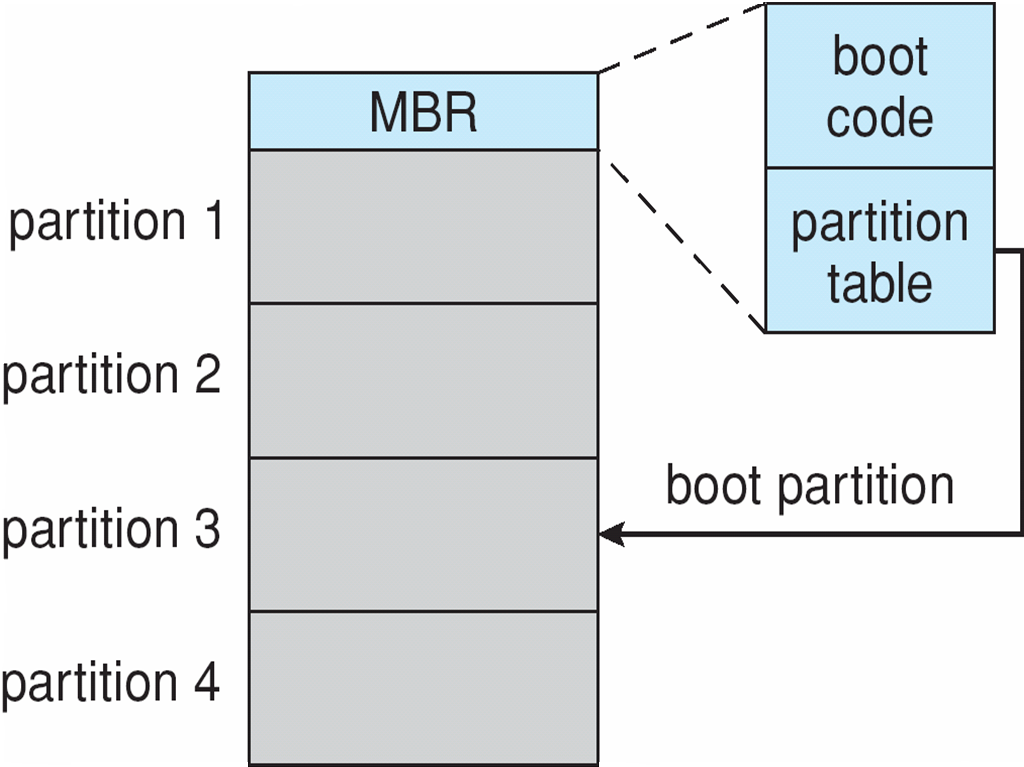 boot
code
MBR
partition 1
partition
table
partition 2
boot partition
partition 3
partition 4